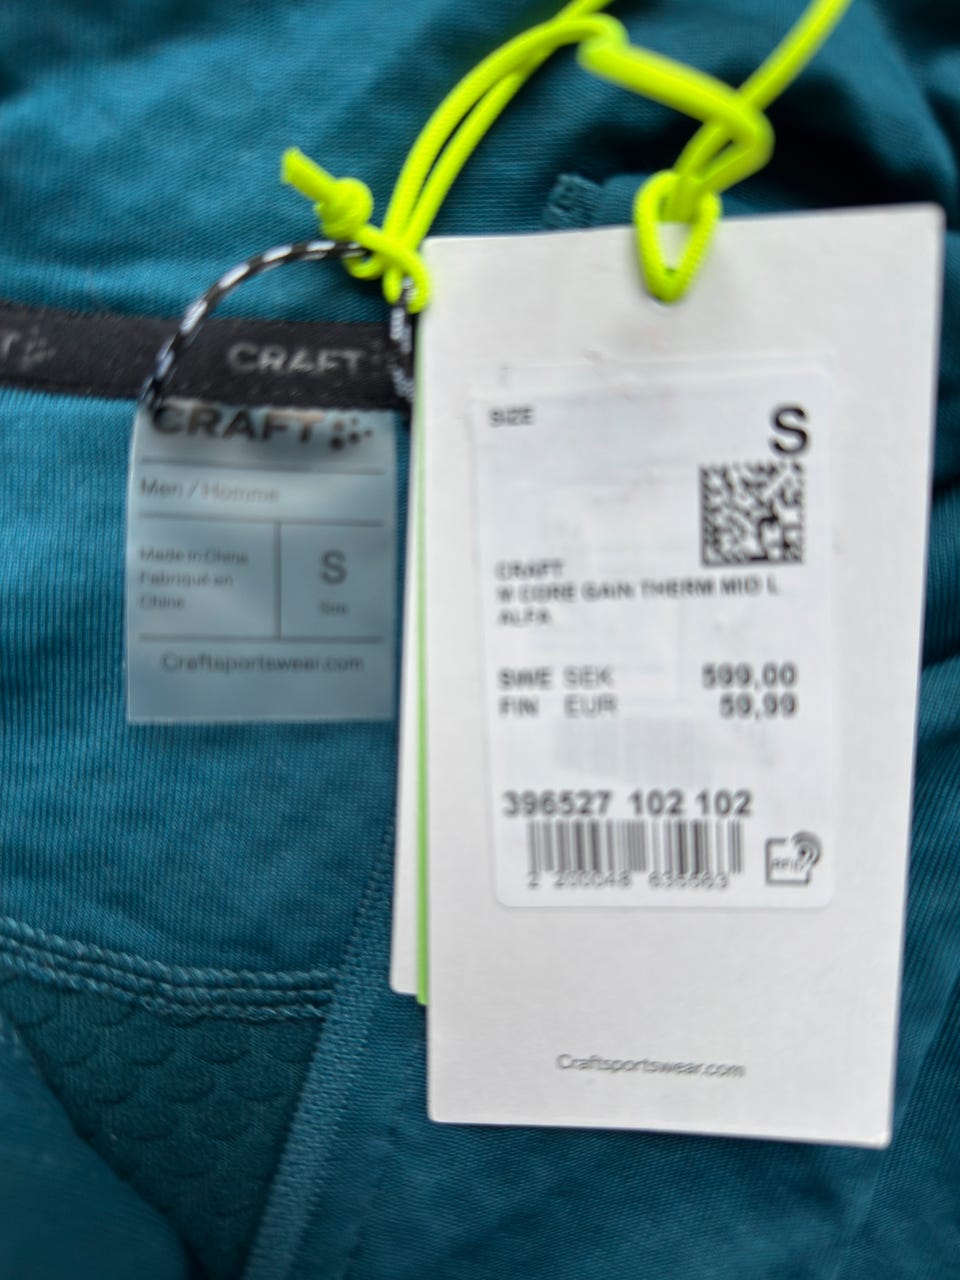 CRAFT
CRAFT
Men / Homme
Made in China
Fabriqué en
China
S
Size
Craftsportswear.com
SIZE
S
CRAFT
W CORE GAIN THERM MID L
ALFA
SWE SEK 599,00
FIN EUR 59,99
396527 102 102
Craftsportswear.com